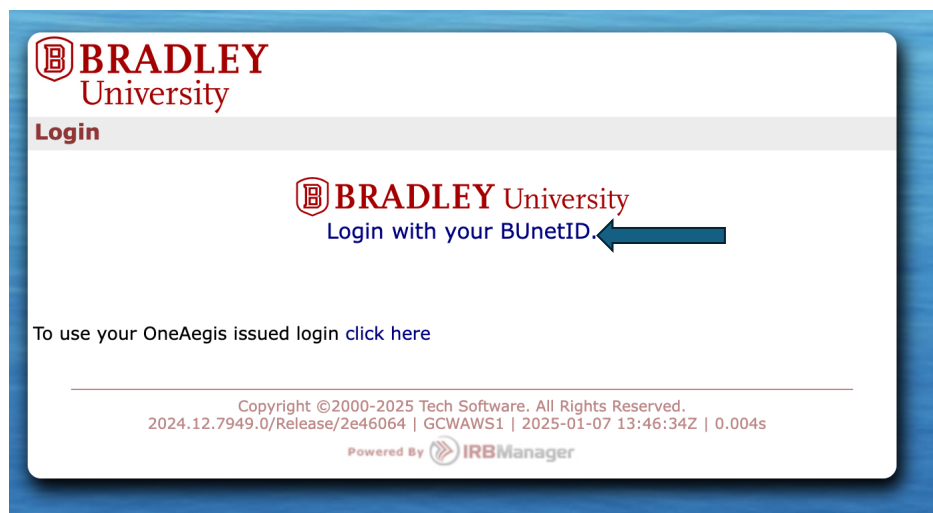 BRADLEY
University
Login
BRADLEY University
Login with your BUnetID.
To use your OneAegis issued login click here
Copyright ©2000-2025 Tech Software. All Rights Reserved.
2024.12.7949.0/Release/2e46064 | GCWAWS1 | 2025-01-07 13:46:34Z | 0.004s
Powered By IRBManager